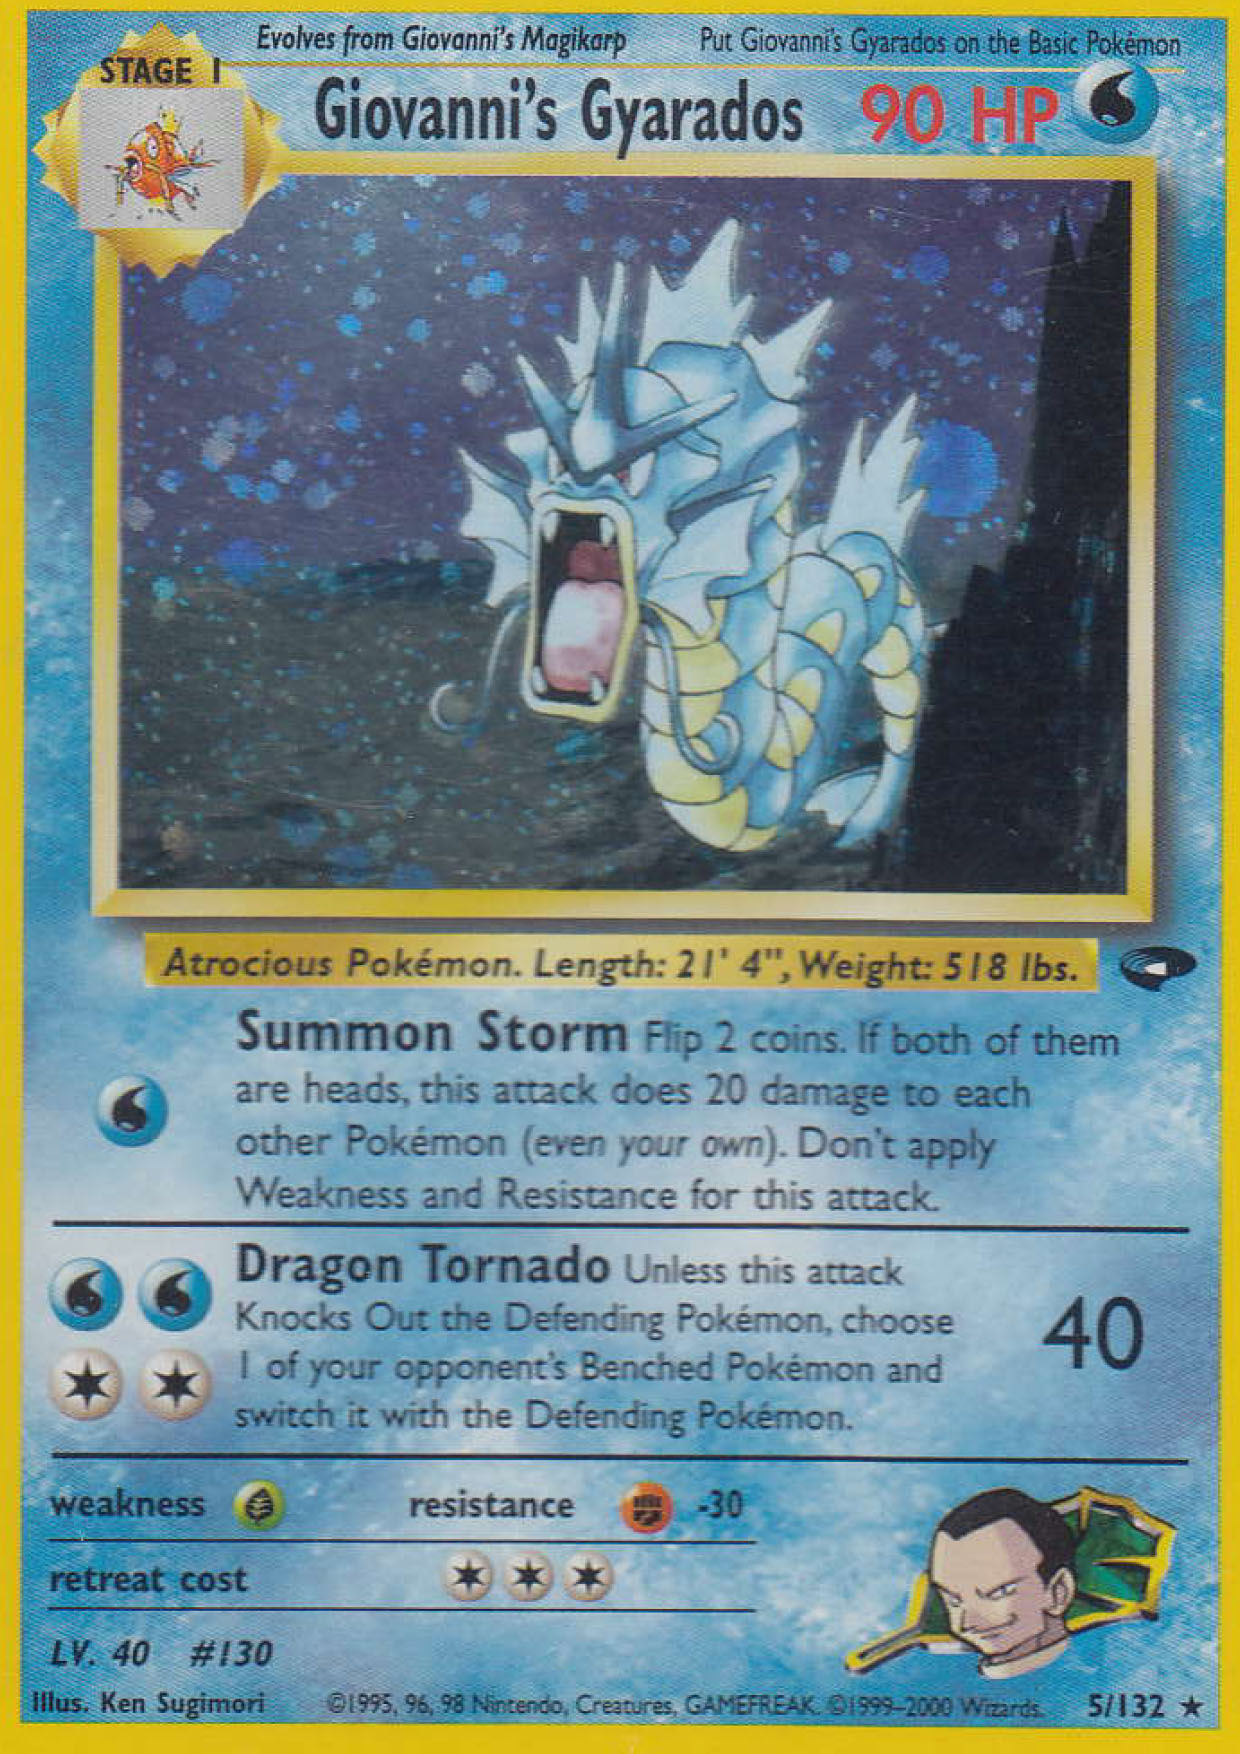 Evolves from Giovanni's Magikarp
Put Giovanni's Gyarados on the Basic Pokémon
STAGE 1
Giovanni's Gyarados 90 HP
Atrocious Pokémon. Length: 21' 4", Weight: 518 lbs.
Summon Storm Flip 2 coins. If both of them
are heads, this attack does 20 damage to each
other Pokémon (even your own). Don't apply
Weakness and Resistance for this attack.
Dragon Tornado Unless this attack
Knocks Out the Defending Pokémon, choose
1 of your opponent's Benched Pokémon and
switch it with the Defending Pokémon.
40
weakness
resistance -30
retreat cost
LV. 40 #130
Illus. Ken Sugimori ©1995, 96, 98 Nintendo, Creatures, GAMEFREAK. ©1999–2000 Wizards. 5/132 ★